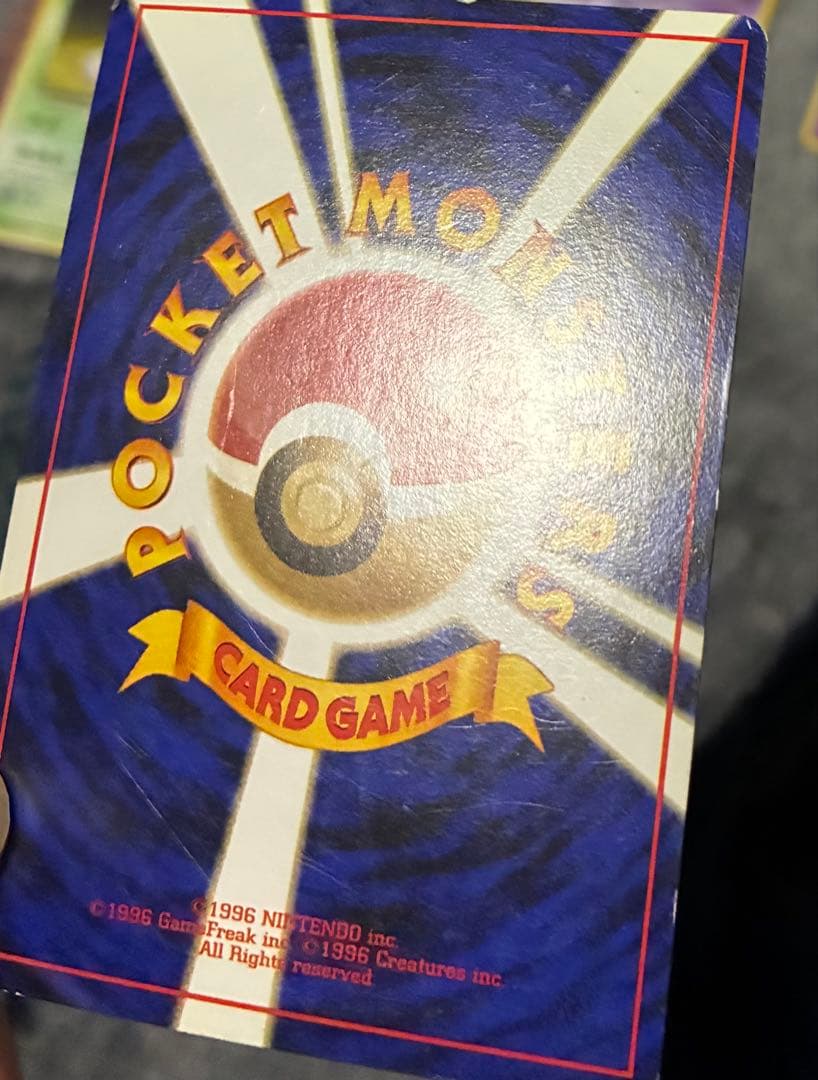 POCKET MONSTERS
CARD GAME
©1996 NINTENDO inc.
©1996 GameFreak inc. ©1996 Creatures inc.
All Rights reserved.